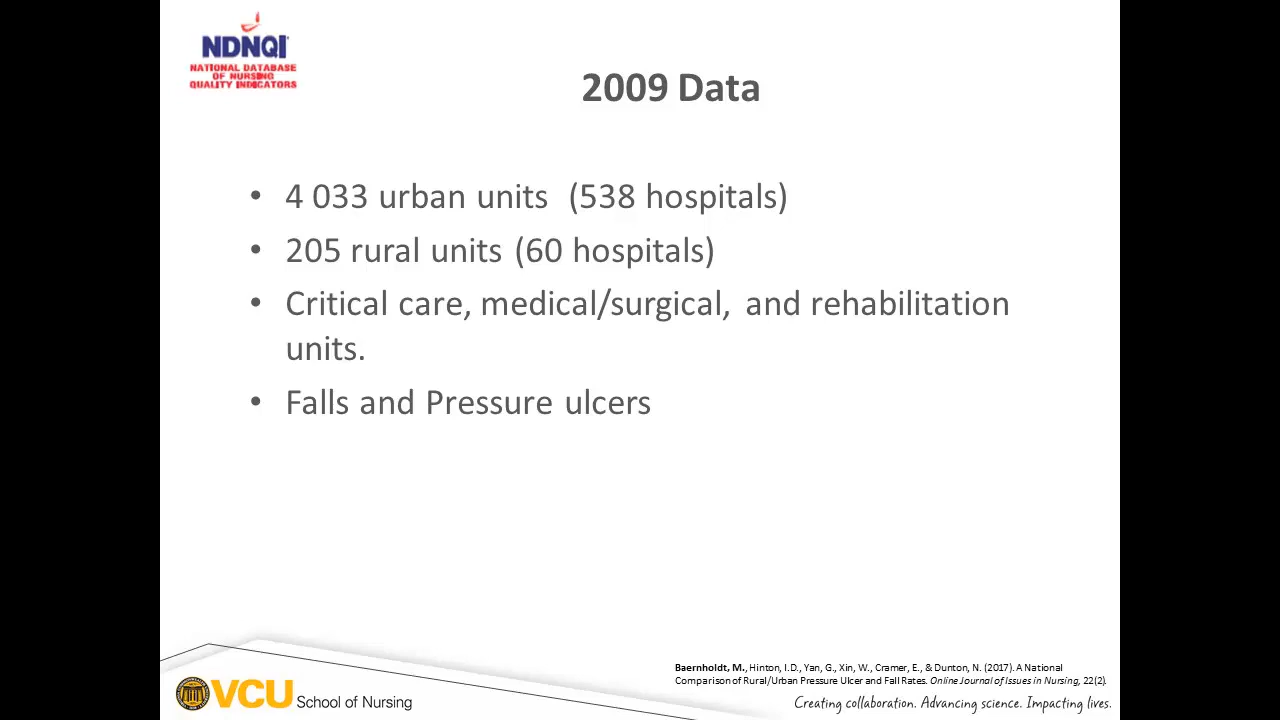 NDNQI
NATIONAL DATABASE
OF NURSING
QUALITY INDICATORS
2009 Data
• 4 033 urban units (538 hospitals)
• 205 rural units (60 hospitals)
• Critical care, medical/surgical, and rehabilitation
units.
• Falls and Pressure ulcers
Baernholdt, M., Hinton, I.D., Yan, G., Xin, W., Cramer, E., & Dunton, N. (2017). A National
Comparison of Rural/Urban Pressure Ulcer and Fall Rates. Online Journal of Issues in Nursing, 22(2).
VCU School of Nursing
Creating collaboration. Advancing science. Impacting lives.